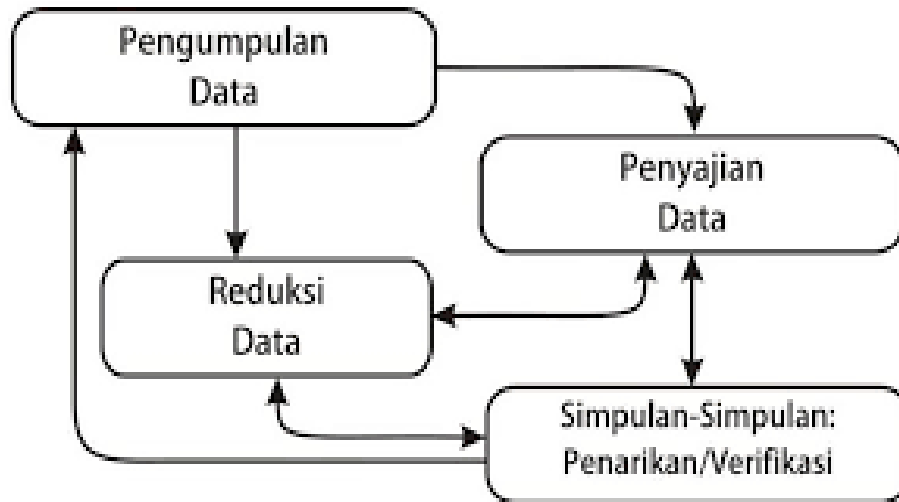 Pengumpulan
Data
Penyajian
Data
Reduksi
Data
Simpulan-Simpulan:
Penarikan/Verifikasi